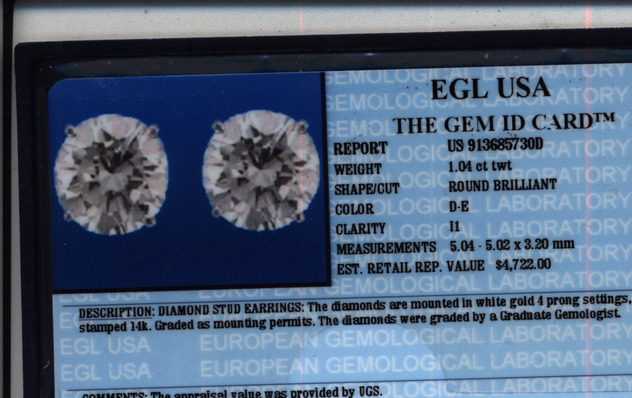 EGL USA
THE GEM ID CARD™
REPORT US 913685730D
WEIGHT 1.04 ct twt
SHAPE/CUT ROUND BRILLIANT
COLOR D-E
CLARITY I1
MEASUREMENTS 5.04 - 5.02 x 3.20 mm
EST. RETAIL REP. VALUE $4,722.00
DESCRIPTION: DIAMOND STUD EARRINGS: The diamonds are mounted in white gold 4 prong settings,
stamped 14k. Graded as mounting permits. The diamonds were graded by a Graduate Gemologist.
EGL USA EUROPEAN GEMOLOGICAL LABORATORY
EGL USA EUROPEAN GEMOLOGICAL LABORATORY
COMMENTS: The appraisal value was provided by UGS.